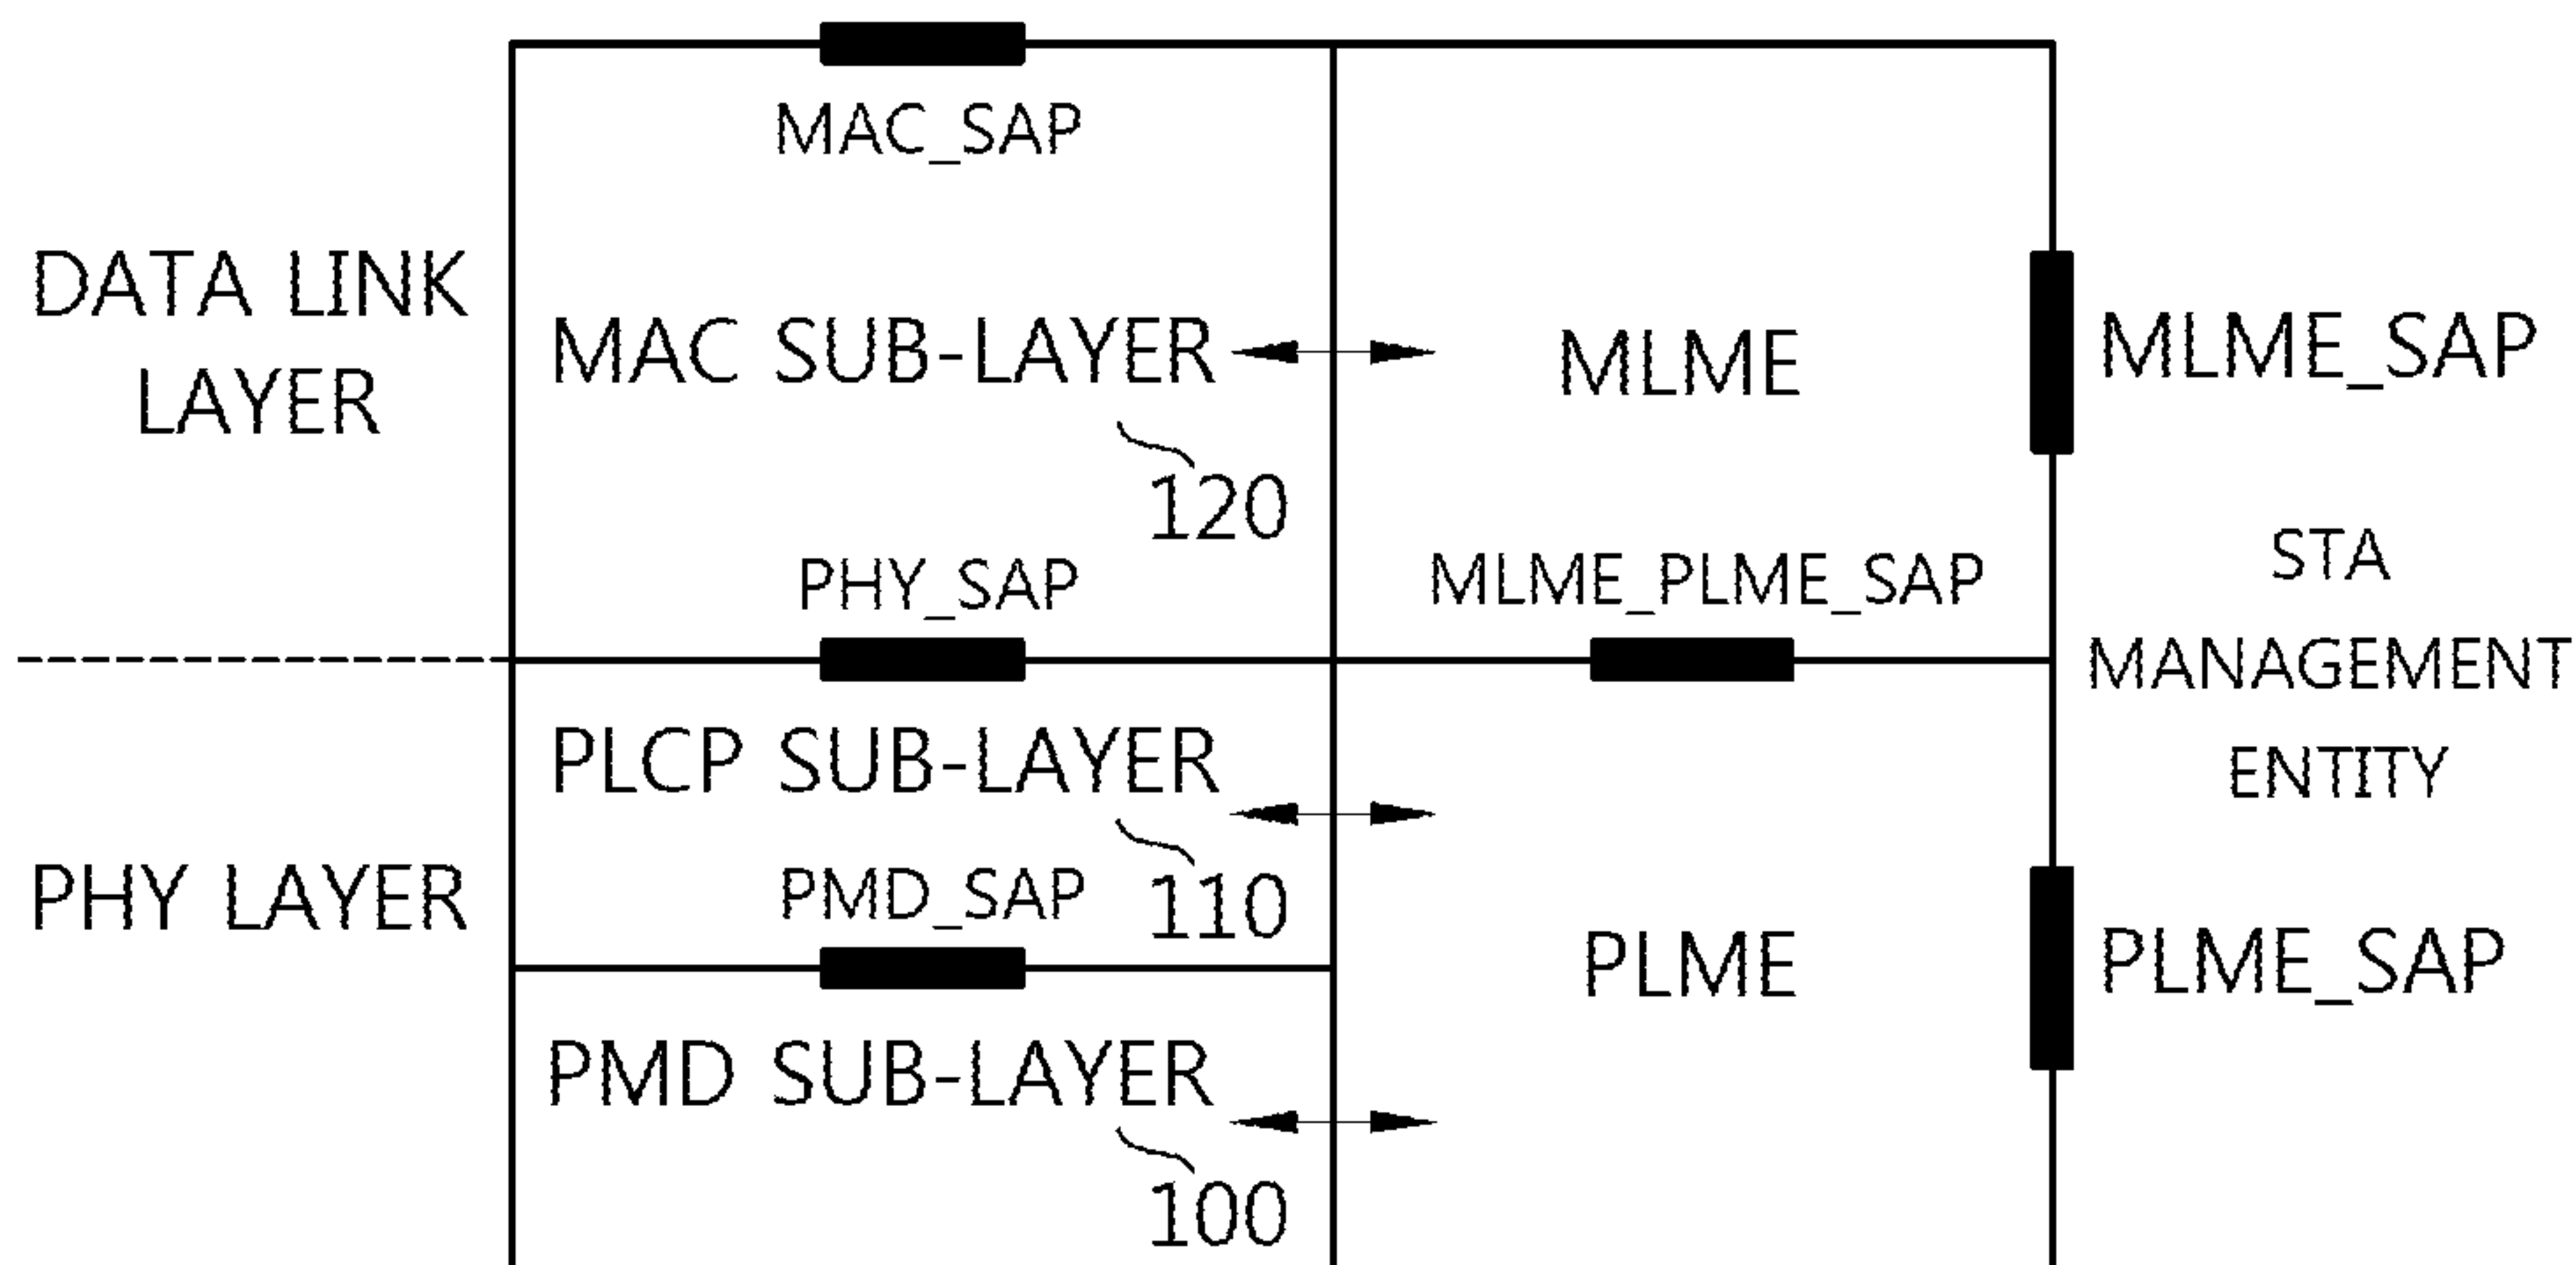 MAC_SAP
DATA LINK
LAYER
MAC SUB-LAYER
120
MLME
MLME_SAP
PHY_SAP
MLME_PLME_SAP
STA
MANAGEMENT
ENTITY
PLCP SUB-LAYER
110
PHY LAYER
PMD_SAP
PLME
PLME_SAP
PMD SUB-LAYER
100